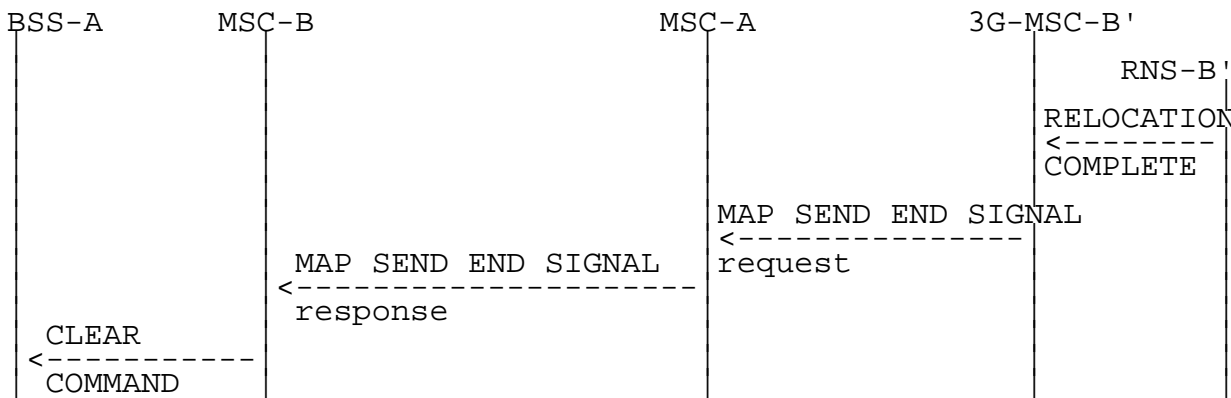 BSS-A MSC-B MSC-A 3G-MSC-B'
RNS-B'
RELOCATION
COMPLETE
MAP SEND END SIGNAL
request
MAP SEND END SIGNAL
response
CLEAR
COMMAND